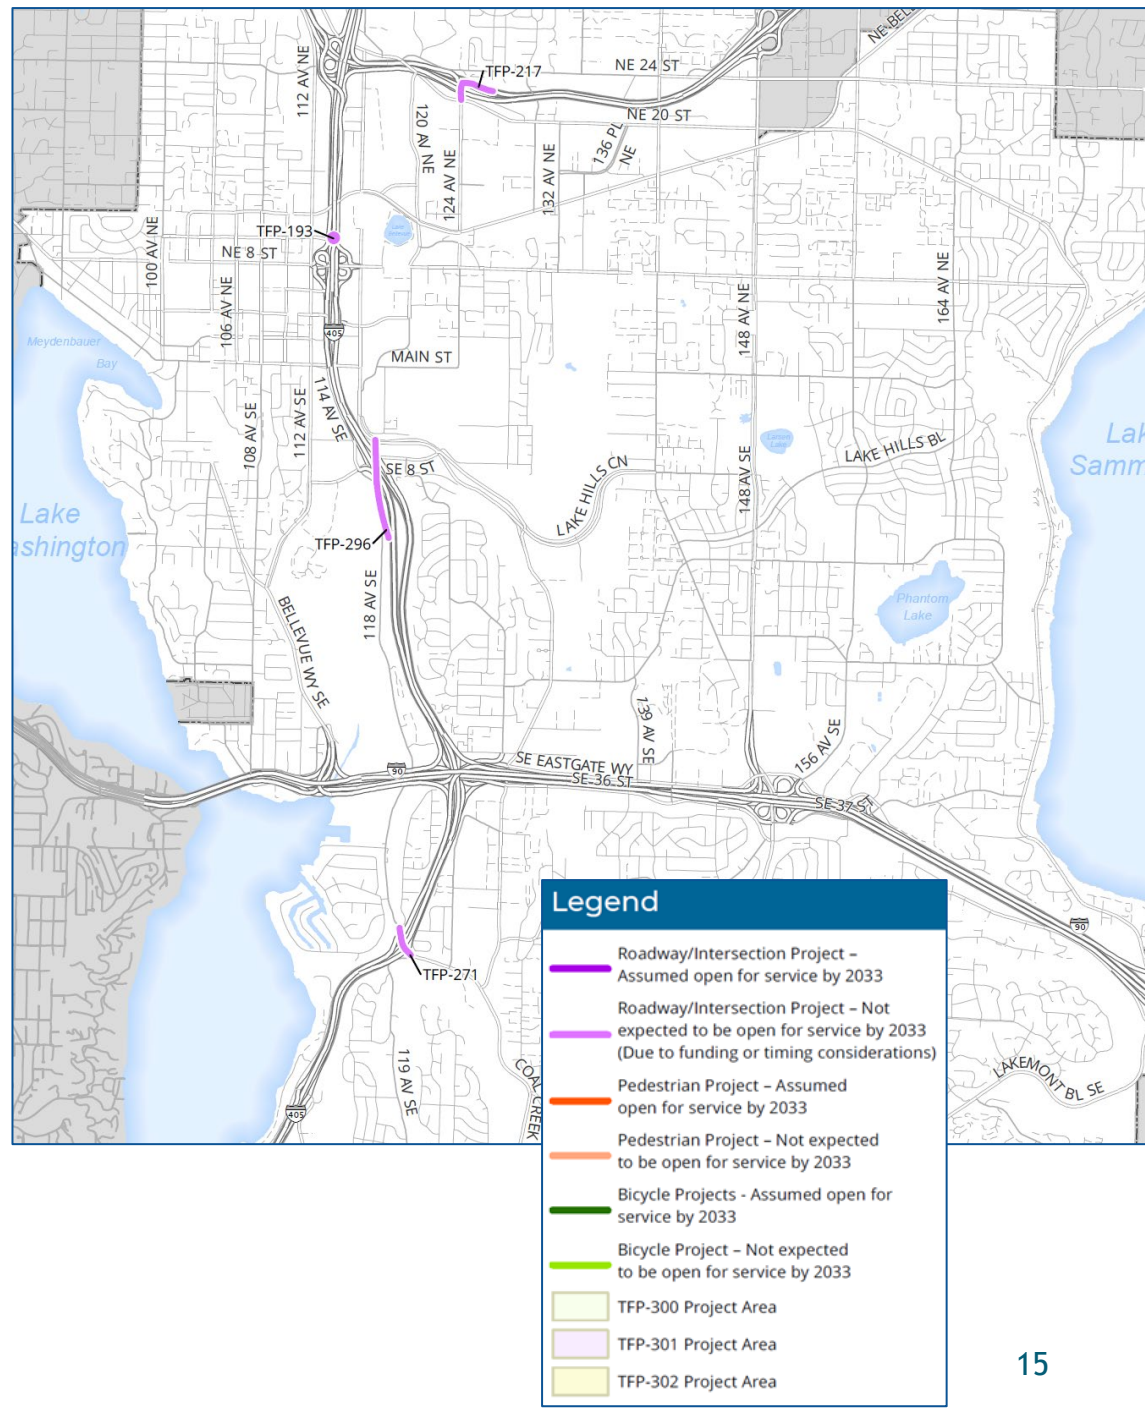 NE-BELL
TFP-217
NE 24 ST
112 AV NE
NE 20 ST
120 AV NE
136 PL
NE
124 AV NE
132 AV NE
TFP-193
NE 8 ST
100 AV NE
106 AV NE
148 AV NE
164 AV NE
405
Meydenbauer
Bay
MAIN ST
114 AV SE
108 AV SE
112 AV SE
SE 8 ST
LAKE HILLS CN
148 AV SE
Larson
Lake
LAKE HILLS BL
Lak
Samm
Lake
ashington
TFP-296
118 AV SE
BELLEVUE WY SE
Phantom
Lake
139 AV SE
156 AV SE
90
SE EASTGATE WY
SE 36 ST
SE 37 ST
TFP-271
90
119 AV SE
COAL CREEK
LAKEMONT BL SE
405
Legend
Roadway/Intersection Project –
Assumed open for service by 2033
Roadway/Intersection Project – Not
expected to be open for service by 2033
(Due to funding or timing considerations)
Pedestrian Project – Assumed
open for service by 2033
Pedestrian Project – Not expected
to be open for service by 2033
Bicycle Projects - Assumed open for
service by 2033
Bicycle Project – Not expected
to be open for service by 2033
TFP-300 Project Area
TFP-301 Project Area
TFP-302 Project Area
15